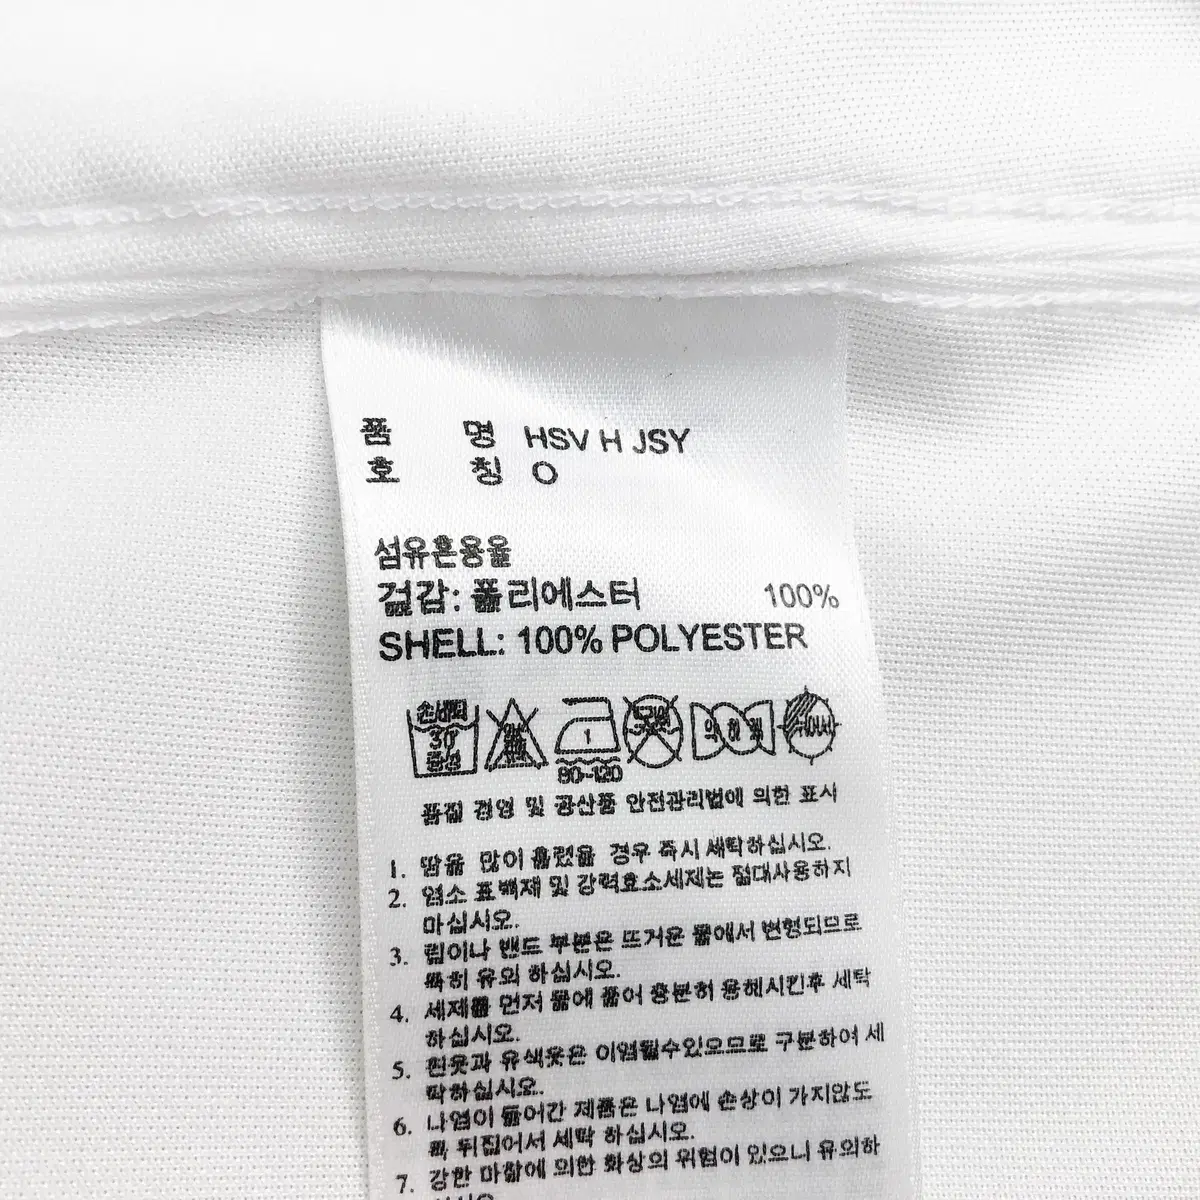 품 명 HSV H JSY
호 칭 O
섬유혼용율
겉감: 폴리에스터 100%
SHELL: 100% POLYESTER
손세탁
30° 중성
1
80~120
약하게
품질 경영 및 공산품 안전관리법에 의한 표시
1. 땀을 많이 흘렸을 경우 즉시 세탁하십시오.
2. 염소 표백제 및 강력효소세제는 절대사용하지
마십시오.
3. 립이나 밴드 부분은 뜨거운 물에서 변형되므로
특히 유의 하십시오.
4. 세제를 먼저 물에 풀어 충분히 용해시킨후 세탁
하십시오.
5. 흰옷과 유색옷은 이염될수있으므로 구분하여 세
탁하십시오.
6. 나염이 들어간 제품은 나염에 손상이 가지않도
록 뒤집어서 세탁 하십시오.
7. 강한 마찰에 의한 화상의 위험이 있으니 유의하